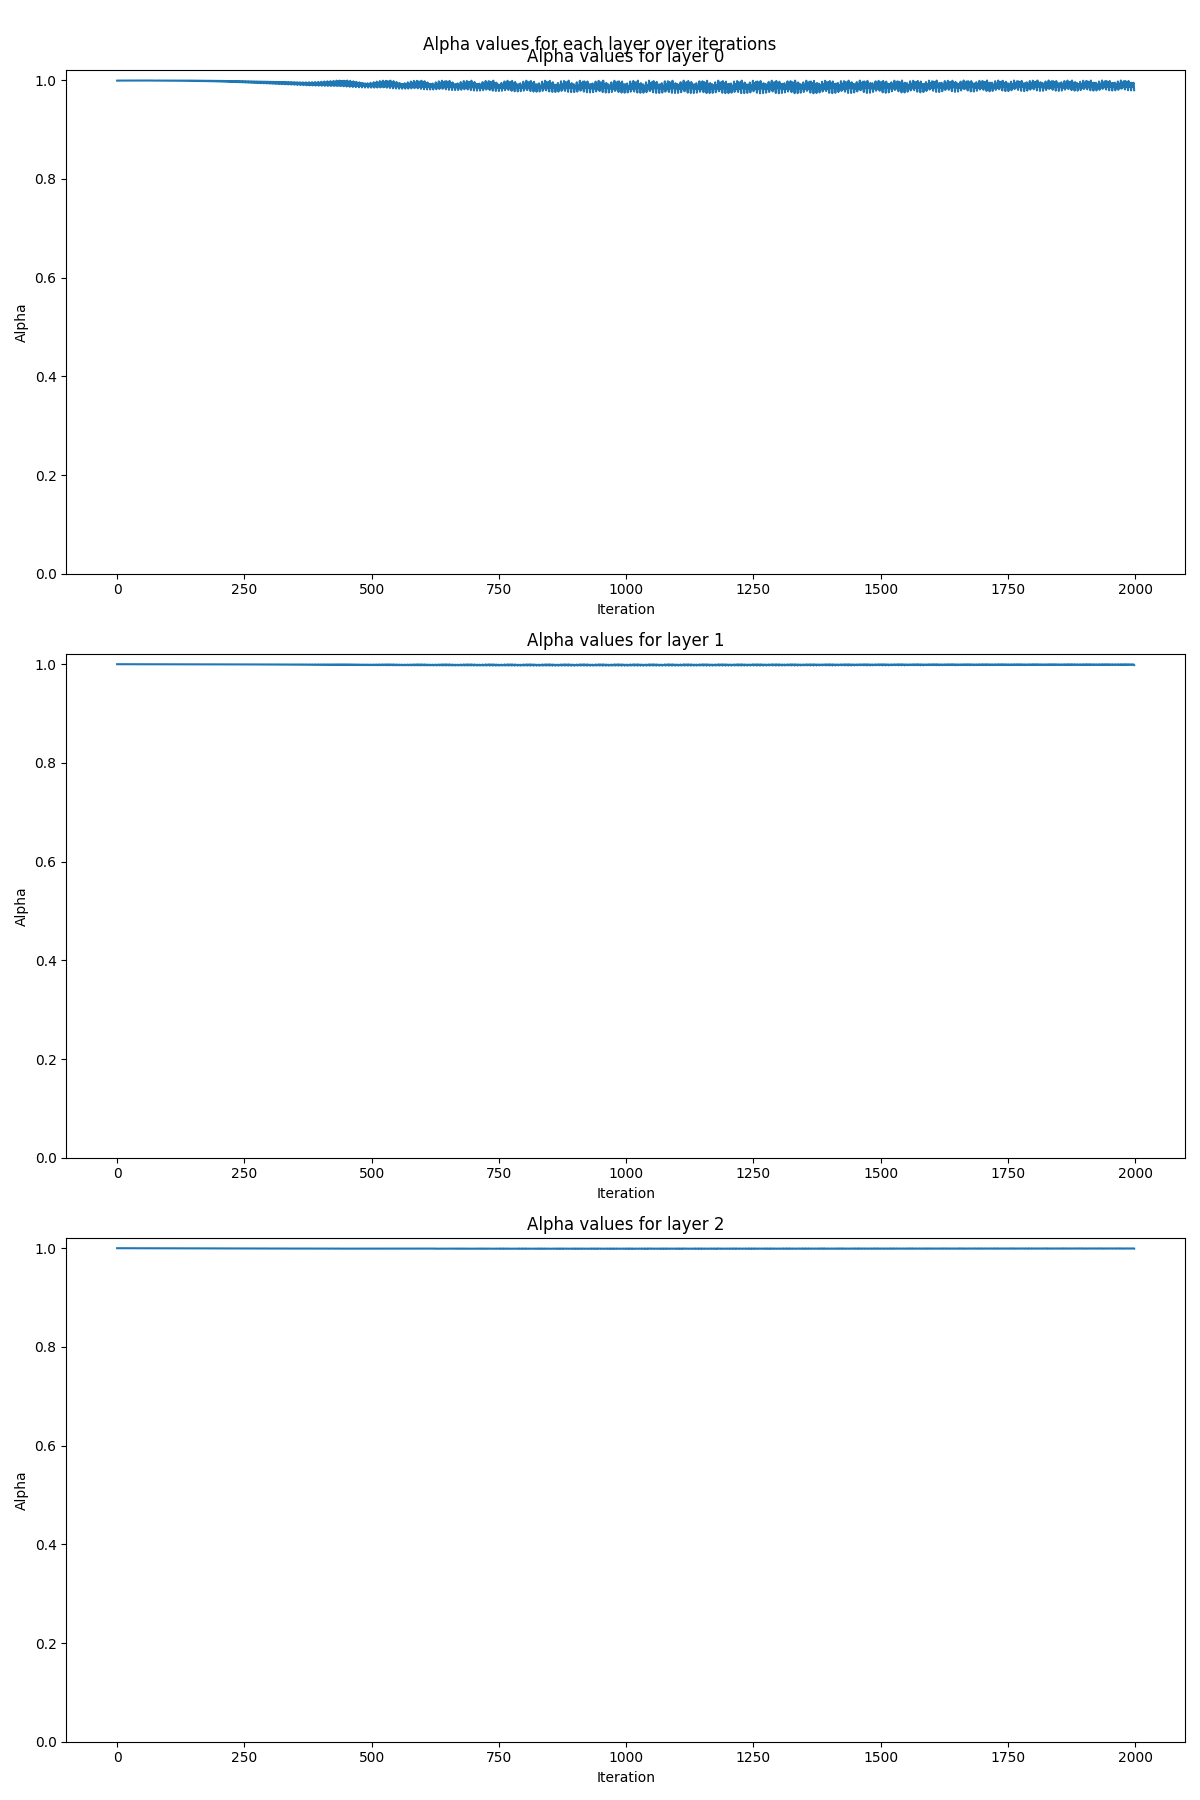 Alpha values for each layer over iterations
Alpha values for layer 0
1.0
0.8
0.6
0.4
0.2
0.0
Alpha
0 250 500 750 1000 1250 1500 1750 2000
Iteration
Alpha values for layer 1
1.0
0.8
0.6
0.4
0.2
0.0
Alpha
0 250 500 750 1000 1250 1500 1750 2000
Iteration
Alpha values for layer 2
1.0
0.8
0.6
0.4
0.2
0.0
Alpha
0 250 500 750 1000 1250 1500 1750 2000
Iteration